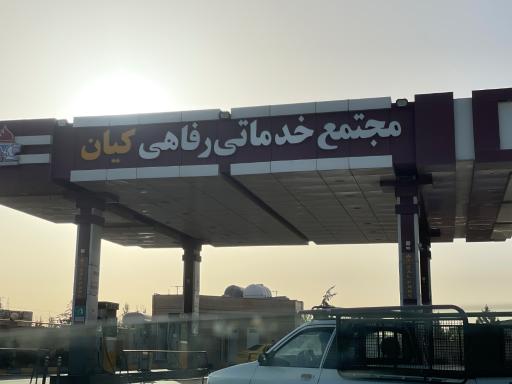 مجتمع خدماتی رفاهی کیان